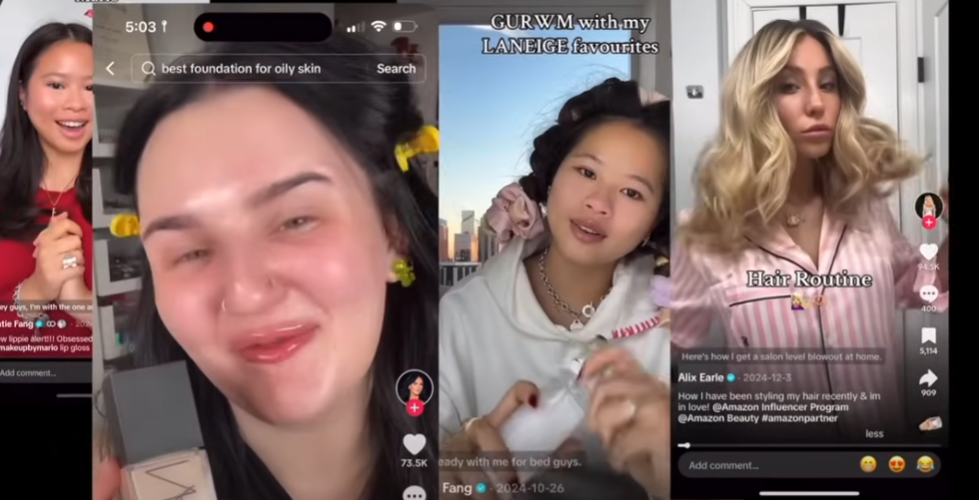 ey guys, I'm with the one a
tie Fang
w lippie alert!!! Obsessed
makeupbymario lip gloss
Add comment...
5:03
best foundation for oily skin
Search
73.5K
GURWM with my
LANEIGE favourites
eady with me for bed guys.
Fang · 2024-10-26
Hair Routine
Here's how I get a salon level blowout at home.
Alix Earle · 2024-12-3
How I have been styling my hair recently & im
in love! @Amazon Influencer Program
@Amazon Beauty #amazonpartner
less
Add comment...
94.5K
400
5,114
909